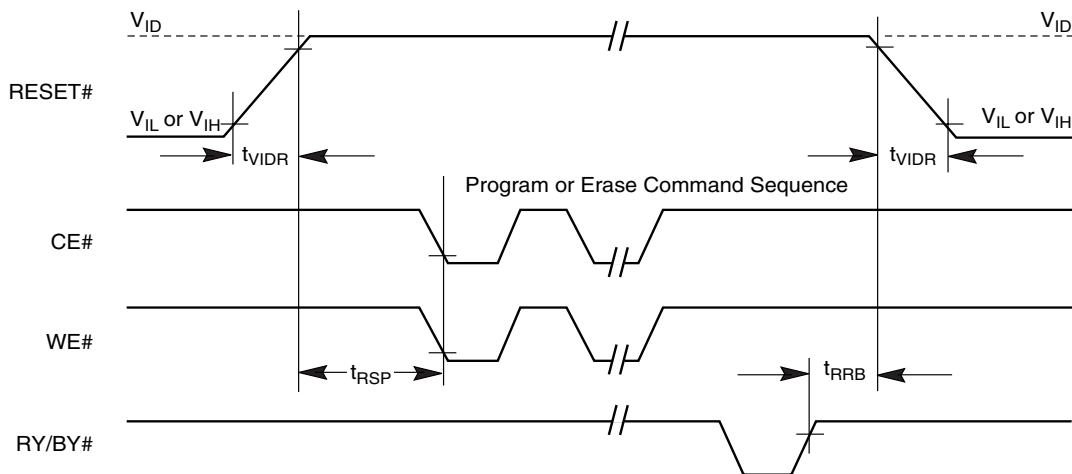 V_ID V_ID
RESET#
V_IL or V_IH V_IL or V_IH
t_VIDR t_VIDR
Program or Erase Command Sequence
CE#
WE#
t_RSP t_RRB
RY/BY#